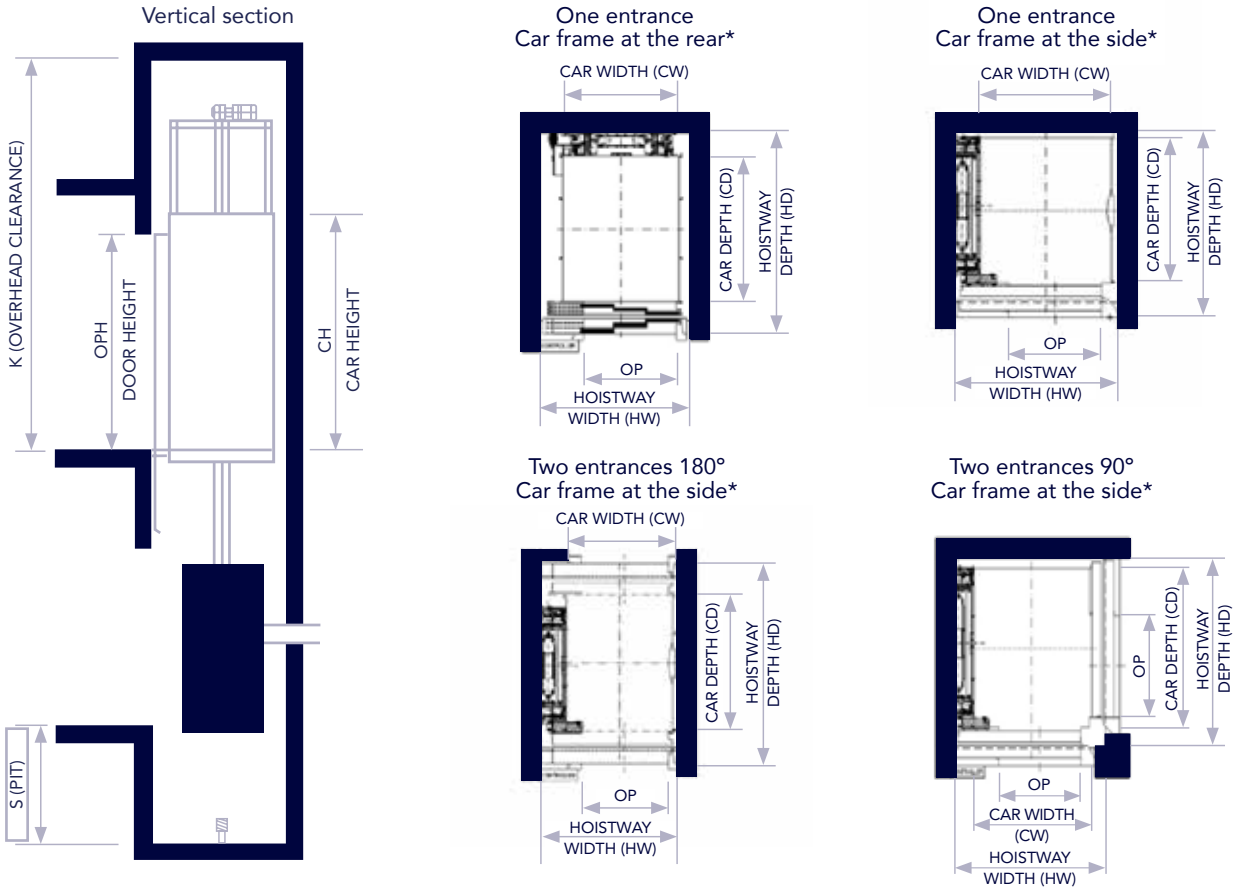 Vertical section
K (OVERHEAD CLEARANCE)
OPH
DOOR HEIGHT
CH
CAR HEIGHT
S (PIT)
One entrance
Car frame at the rear*
CAR WIDTH (CW)
CAR DEPTH (CD)
HOISTWAY
DEPTH (HD)
OP
HOISTWAY
WIDTH (HW)
One entrance
Car frame at the side*
CAR WIDTH (CW)
CAR DEPTH (CD)
HOISTWAY
DEPTH (HD)
OP
HOISTWAY
WIDTH (HW)
Two entrances 180º
Car frame at the side*
CAR WIDTH (CW)
CAR DEPTH (CD)
HOISTWAY
DEPTH (HD)
OP
HOISTWAY
WIDTH (HW)
Two entrances 90º
Car frame at the side*
OP
CAR DEPTH (CD)
HOISTWAY
DEPTH (HD)
OP
CAR WIDTH
(CW)
HOISTWAY
WIDTH (HW)